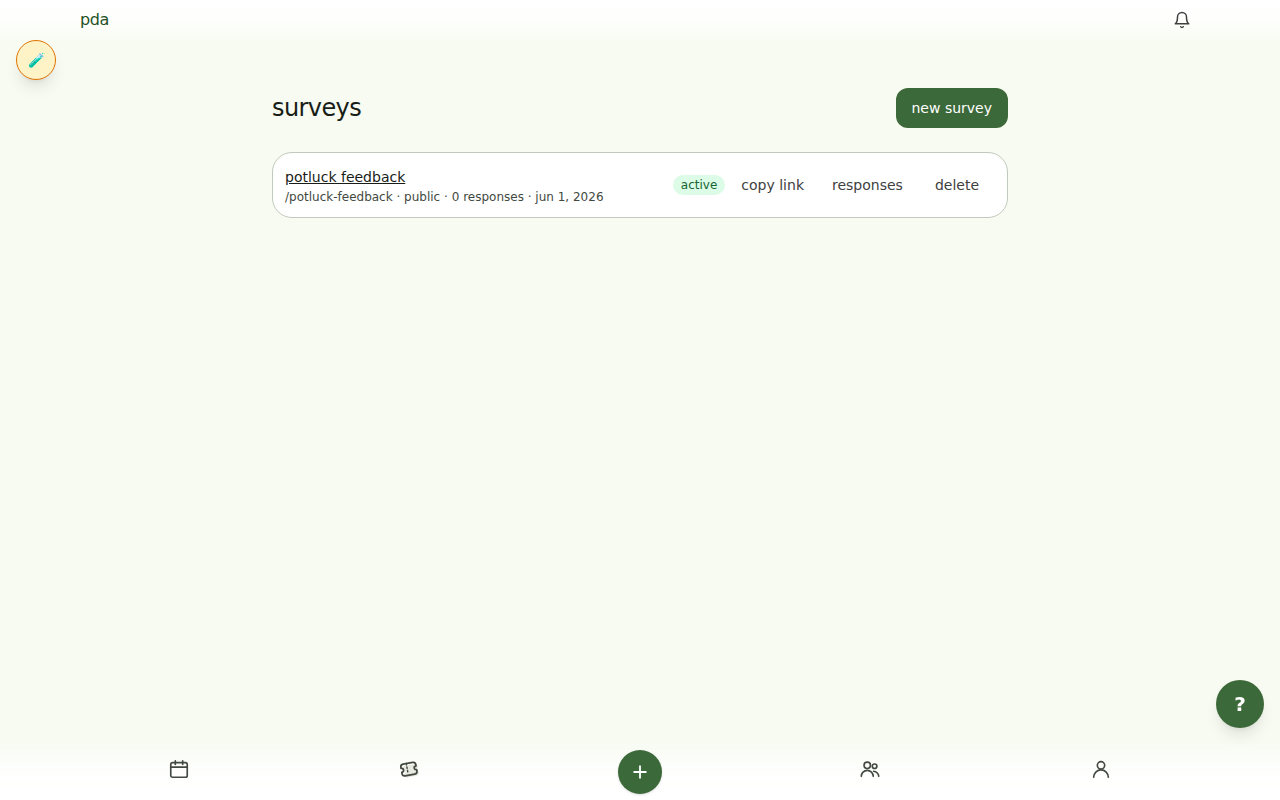 pda
surveys
new survey
potluck feedback
/potluck-feedback · public · 0 responses · jun 1, 2026
active
copy link
responses
delete
?